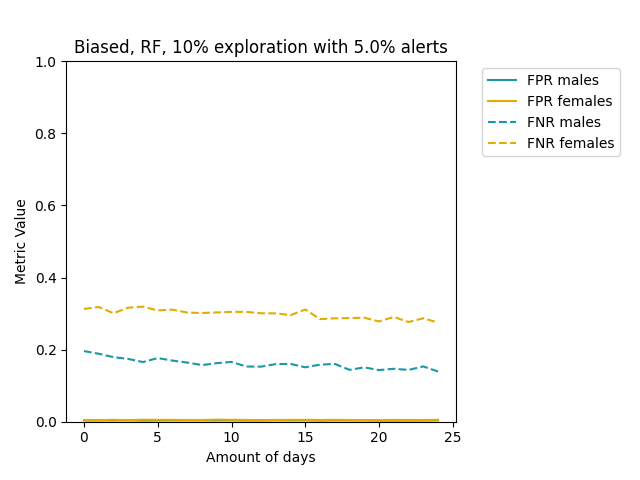 Biased, RF, 10% exploration with 5.0% alerts
FPR males
FPR females
FNR males
FNR females
Metric Value
1.0
0.8
0.6
0.4
0.2
0.0
0 5 10 15 20 25
Amount of days